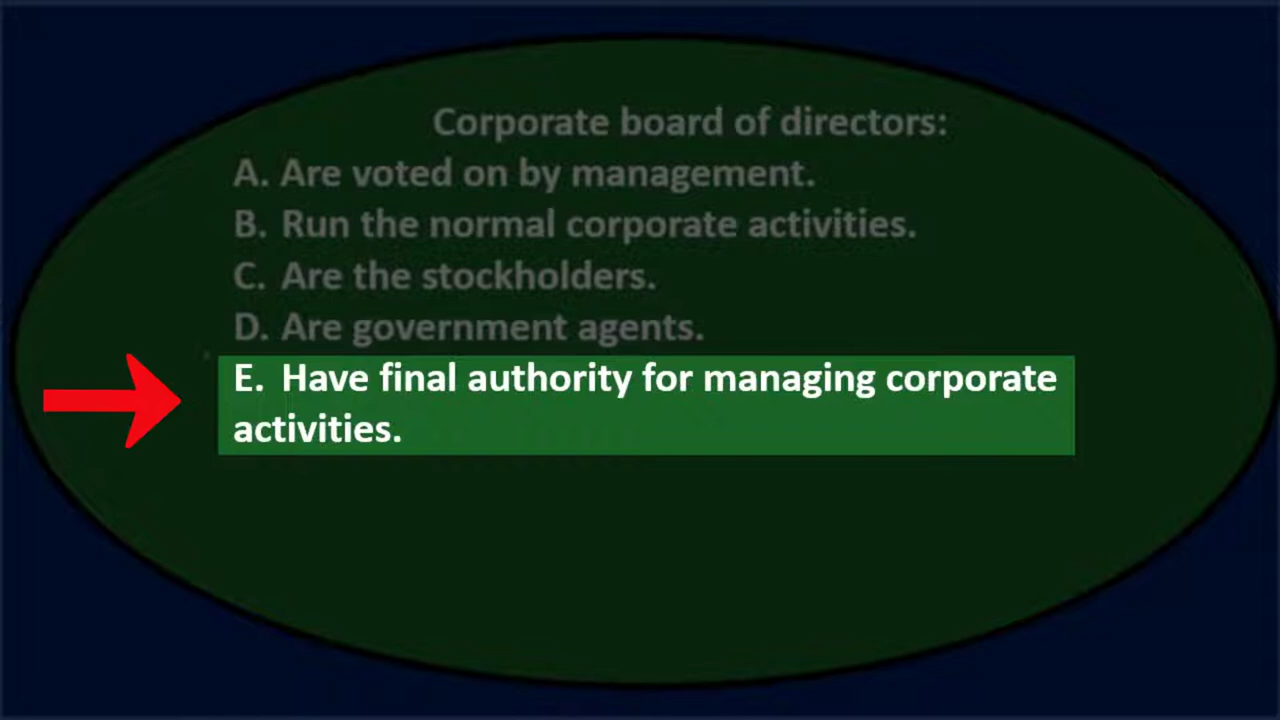 Corporate board of directors:
A. Are voted on by management.
B. Run the normal corporate activities.
C. Are the stockholders.
D. Are government agents.
E. Have final authority for managing corporate
activities.